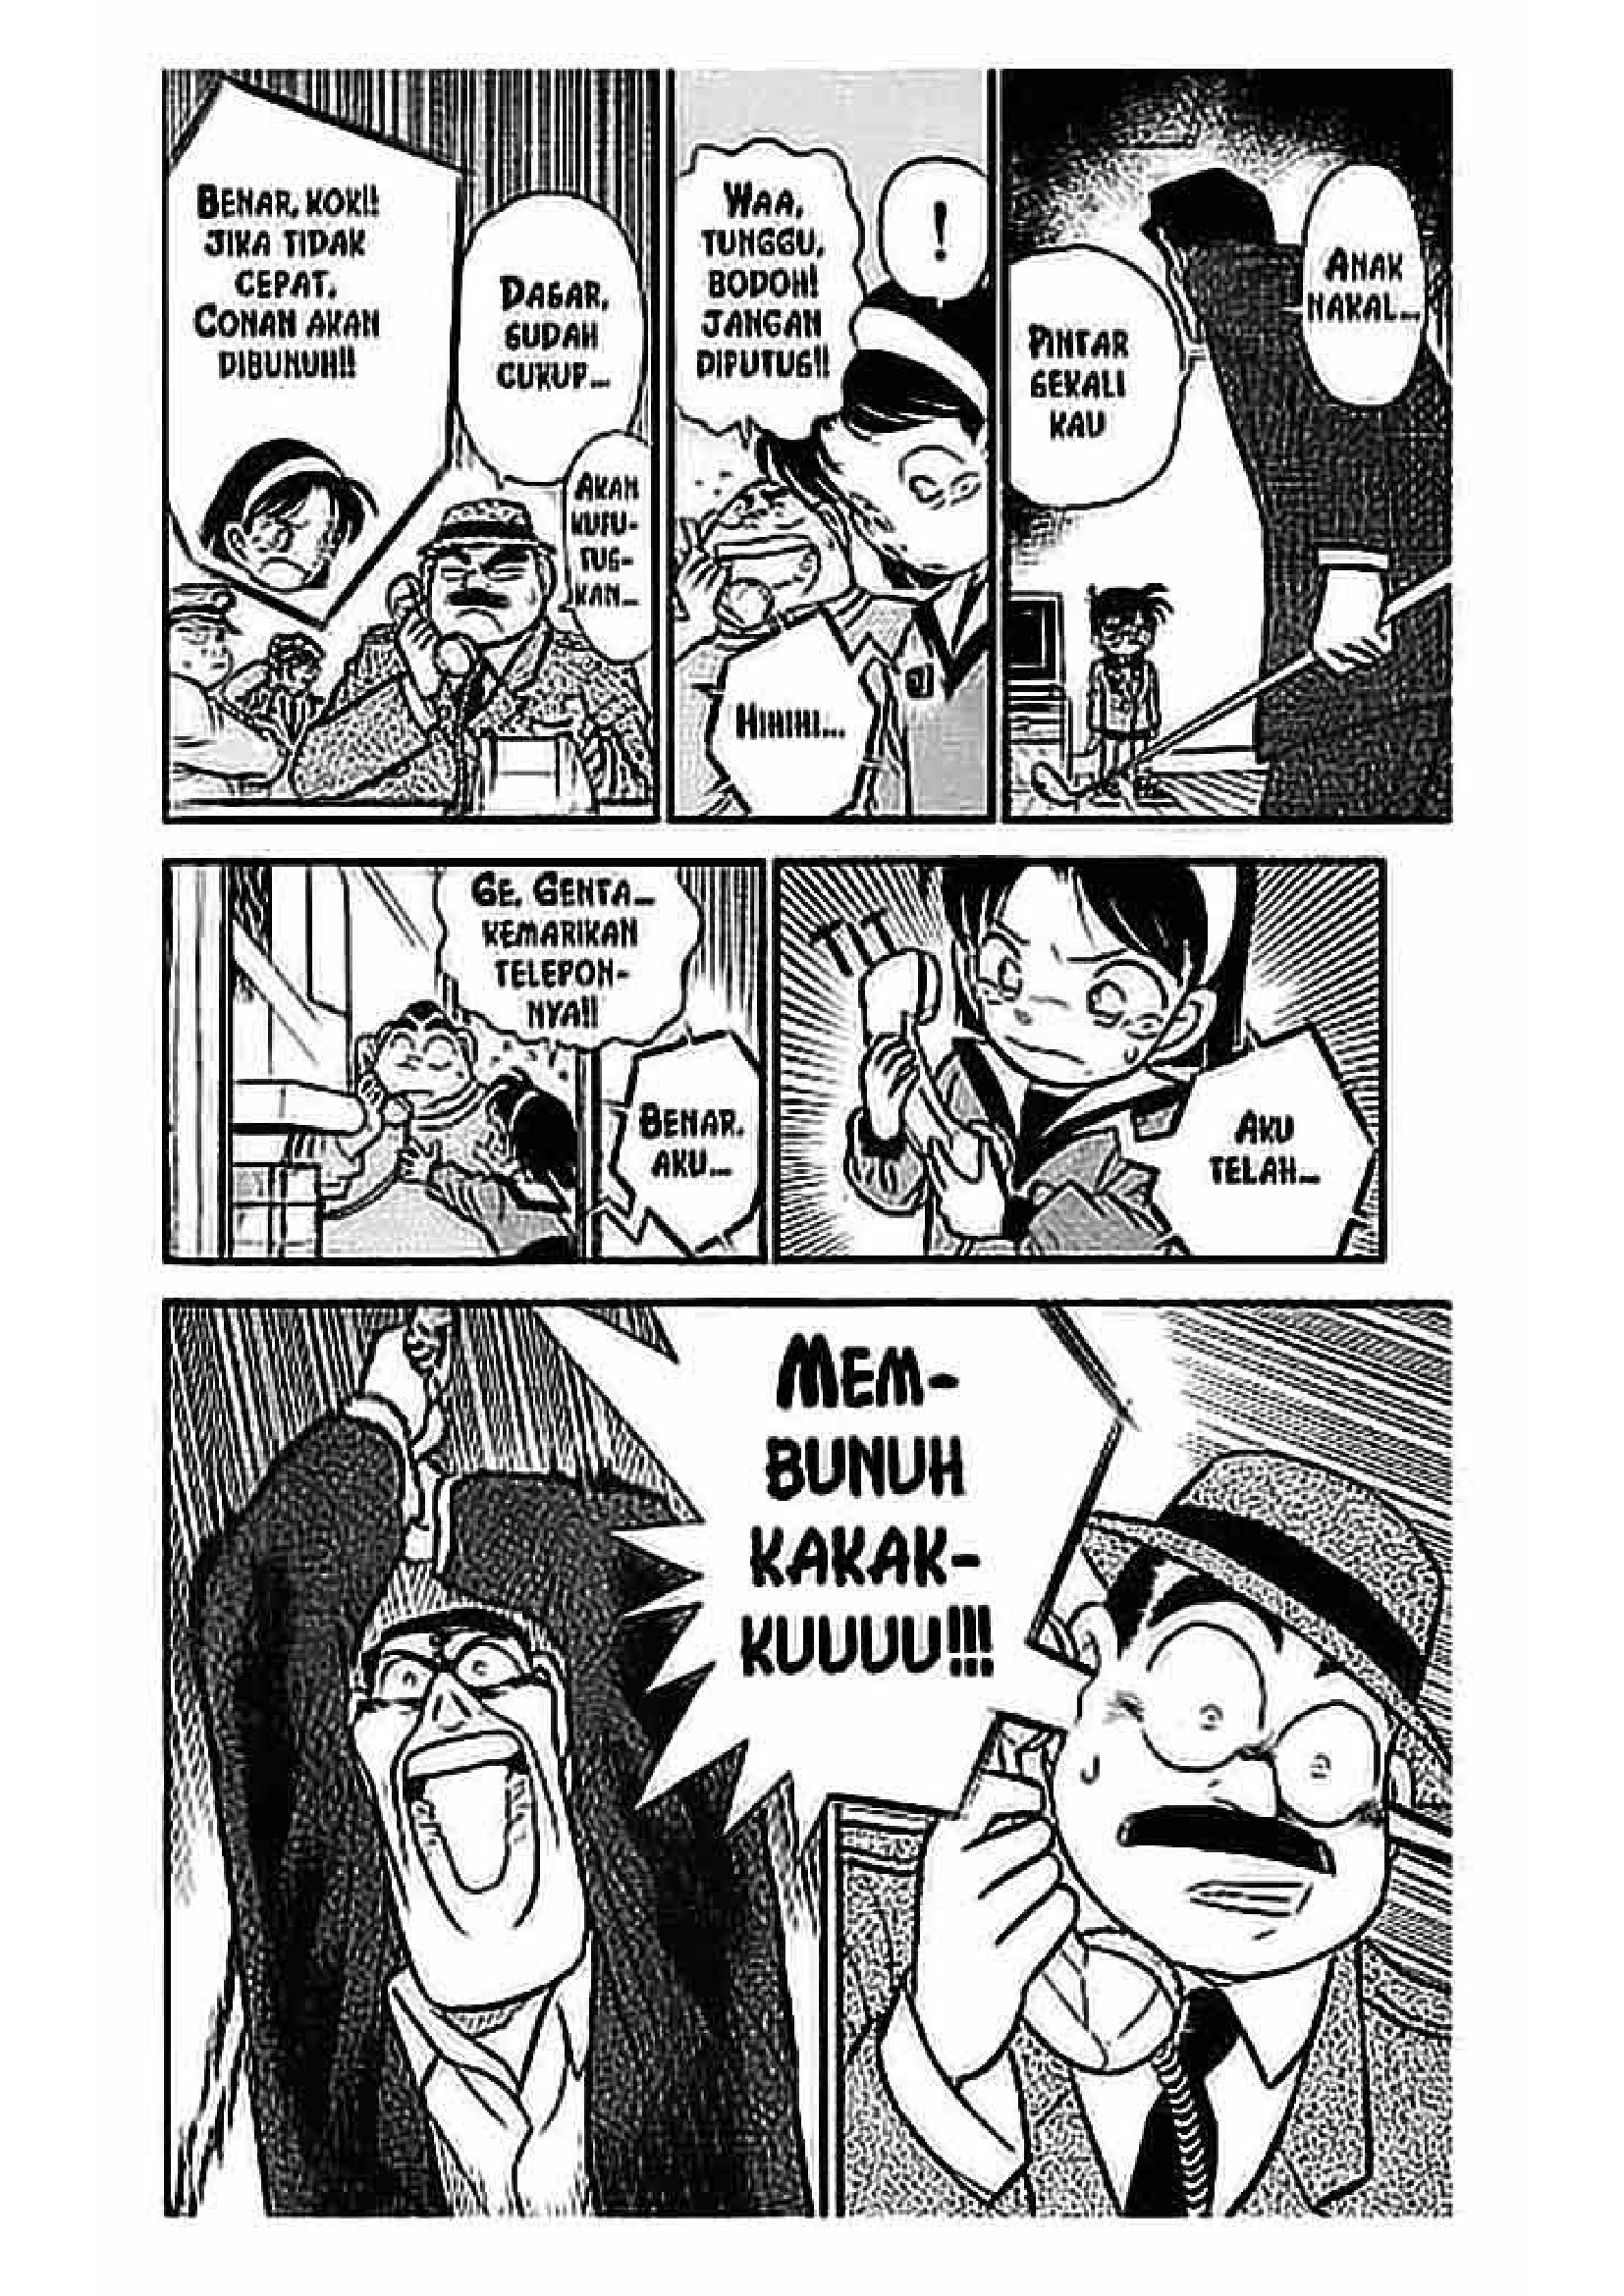 BENAR, KOK!!
JIKA TIDAK
CEPAT,
CONAN AKAN
DIBUNUH!!
DASAR,
SUDAH
CUKUP...
AKAN
KUPU-
TUS-
KAN...
WAA,
TUNGGU,
BODOH!
JANGAN
DIPUTUS!!
!
HIHIHI...
ANAK
NAKAL...
PINTAR
SEKALI
KAU
GE, GENTA...
KEMARIKAN
TELEPON-
NYA!!
BENAR,
AKU...
AKU
TELAH...
MEM-
BUNUH
KAKAK-
KUUUU!!!